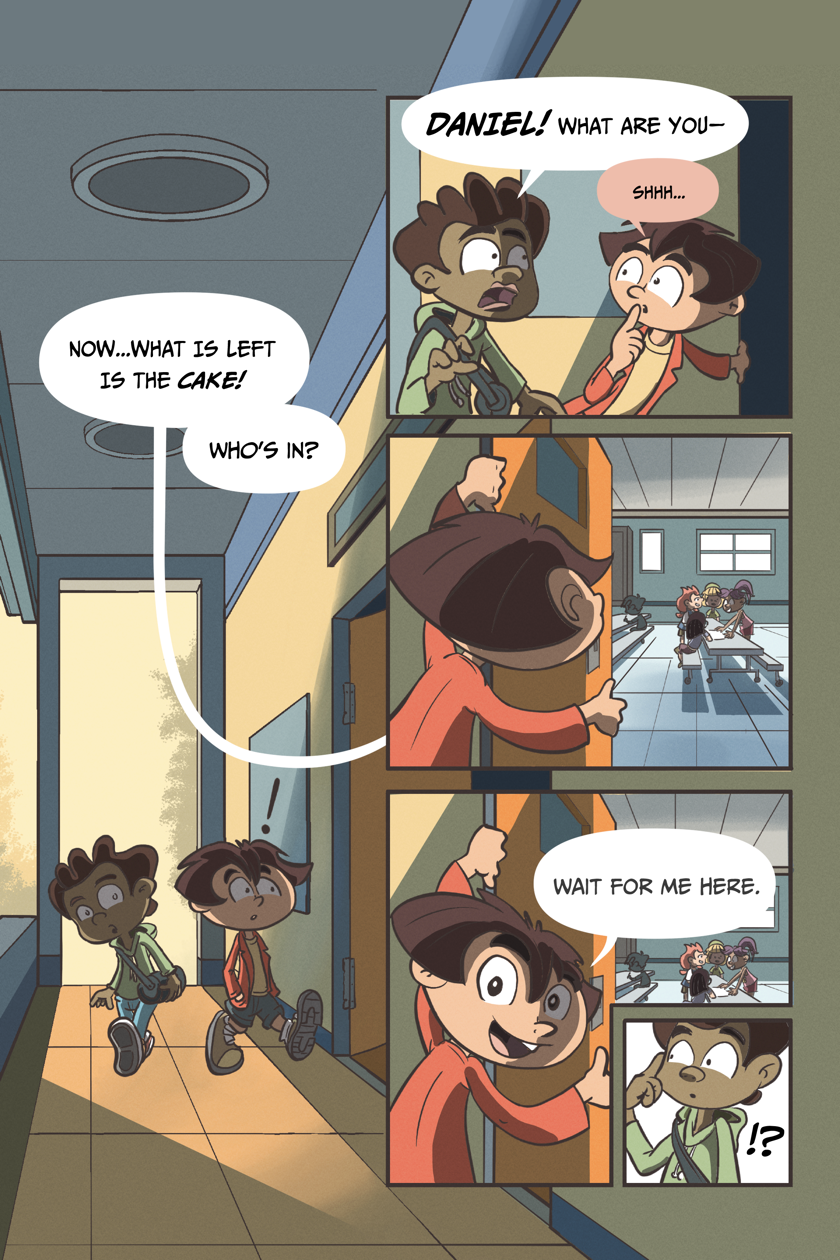 NOW...WHAT IS LEFT
IS THE CAKE!
WHO'S IN?
!
DANIEL! WHAT ARE YOU—
SHHH...
WAIT FOR ME HERE.
!?